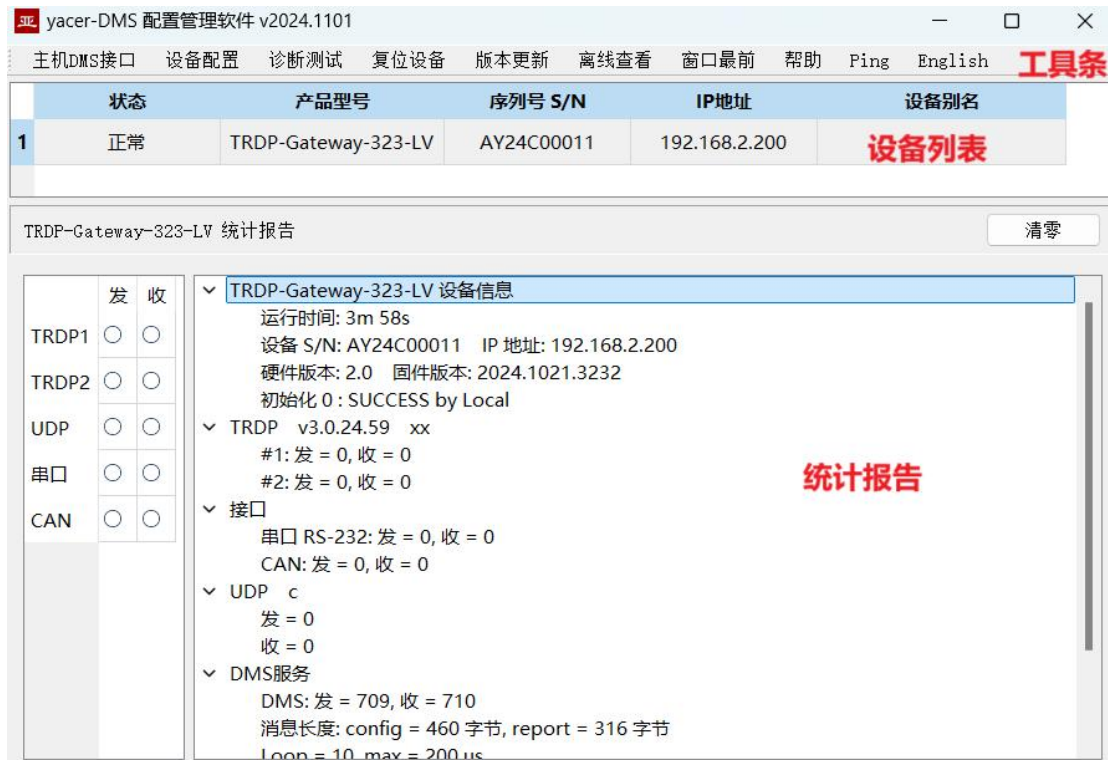 亚 yacer-DMS 配置管理软件 v2024.1101
主机DMS接口 设备配置 诊断测试 复位设备 版本更新 离线查看 窗口最前 帮助 Ping English 工具条
状态 产品型号 序列号 S/N IP地址 设备别名
1 正常 TRDP-Gateway-323-LV AY24C00011 192.168.2.200 设备列表
TRDP-Gateway-323-LV 统计报告 清零
发 收
TRDP1
TRDP2
UDP
串口
CAN
TRDP-Gateway-323-LV 设备信息
运行时间: 3m 58s
设备 S/N: AY24C00011 IP 地址: 192.168.2.200
硬件版本: 2.0 固件版本: 2024.1021.3232
初始化 0 : SUCCESS by Local
TRDP v3.0.24.59 xx
#1: 发 = 0, 收 = 0
#2: 发 = 0, 收 = 0
统计报告
接口
串口 RS-232: 发 = 0, 收 = 0
CAN: 发 = 0, 收 = 0
UDP c
发 = 0
收 = 0
DMS服务
DMS: 发 = 709, 收 = 710
消息长度: config = 460 字节, report = 316 字节
Loop = 10, max = 200 us